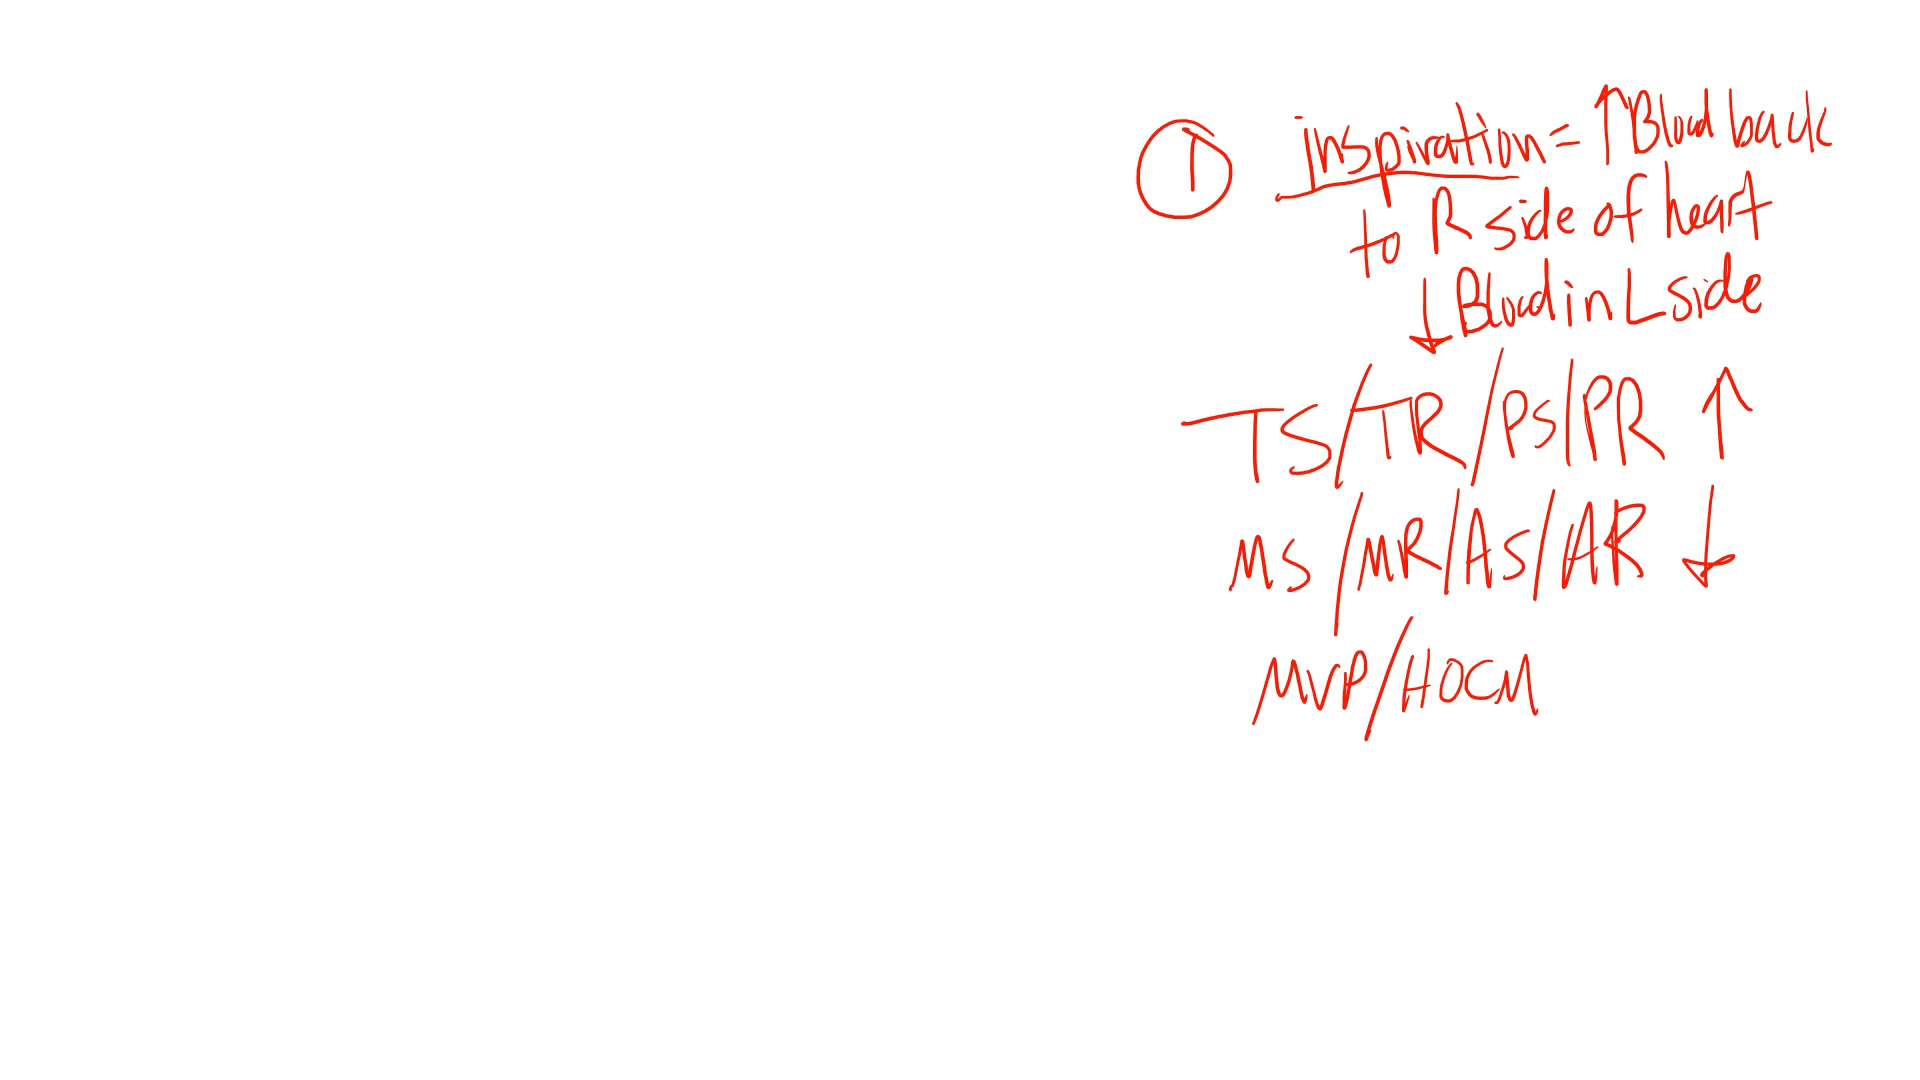 ① inspiration = ↑ Blood back
to R side of heart
↓ Blood in L side
TS/TR/PS/PR ↑
MS/MR/AS/AR ↓
MVP/HOCM